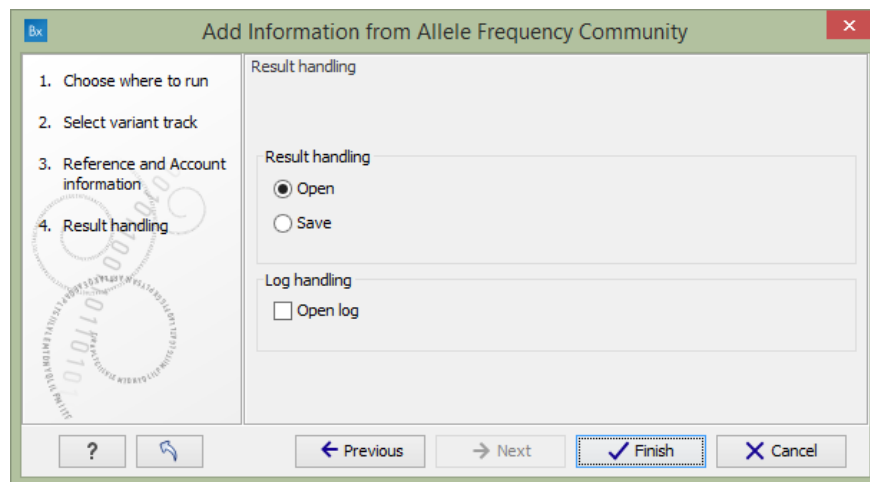 Bx
Add Information from Allele Frequency Community
1. Choose where to run
2. Select variant track
3. Reference and Account
information
4. Result handling
Result handling
Result handling
Open
Save
Log handling
Open log
?
Previous
Next
Finish
Cancel